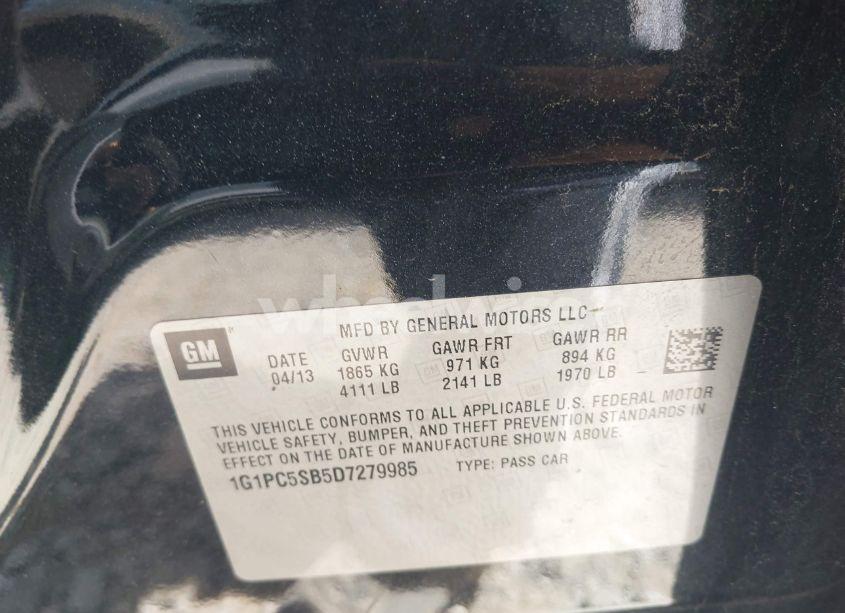 GM
MFD BY GENERAL MOTORS LLC
DATE GVWR GAWR FRT GAWR RR
04/13 1865 KG 971 KG 894 KG
4111 LB 2141 LB 1970 LB
THIS VEHICLE CONFORMS TO ALL APPLICABLE U.S. FEDERAL MOTOR
VEHICLE SAFETY, BUMPER, AND THEFT PREVENTION STANDARDS IN
EFFECT ON THE DATE OF MANUFACTURE SHOWN ABOVE.
1G1PC5SB5D7279985 TYPE: PASS CAR